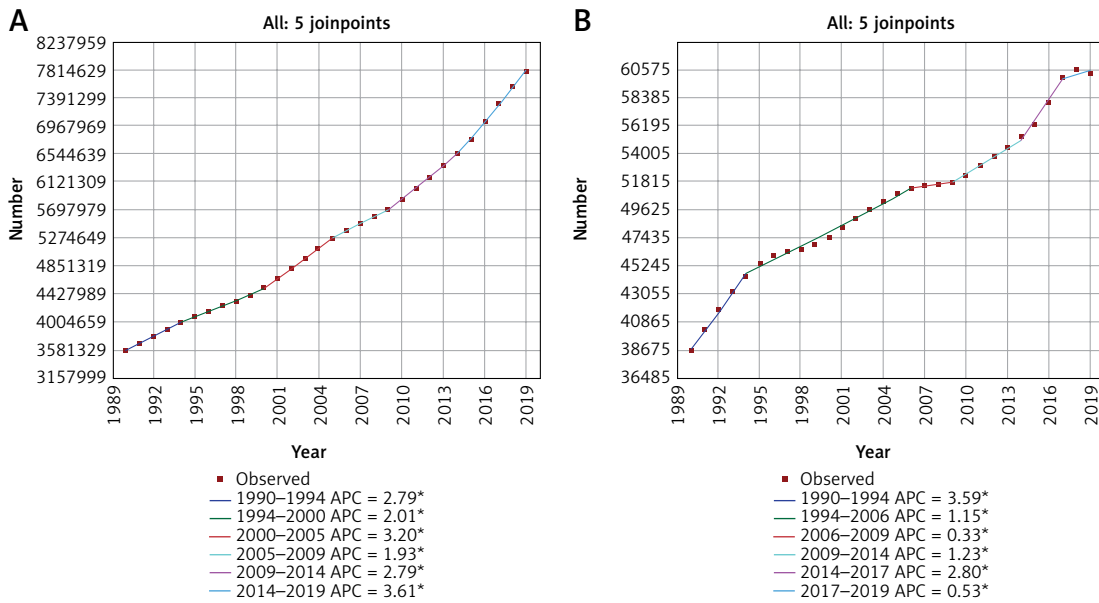 A
All: 5 joinpoints
8237959
7814629
7391299
6967969
6544639
6121309
5697979
5274649
4851319
4427989
4004659
3581329
3157999
Number
1989
1992
1995
1998
2001
2004
2007
2010
2013
2016
2019
Year
Observed
1990–1994 APC = 2.79*
1994–2000 APC = 2.01*
2000–2005 APC = 3.20*
2005–2009 APC = 1.93*
2009–2014 APC = 2.79*
2014–2019 APC = 3.61*
B
All: 5 joinpoints
60575
58385
56195
54005
51815
49625
47435
45245
43055
40865
38675
36485
Number
1989
1992
1995
1998
2001
2004
2007
2010
2013
2016
2019
Year
Observed
1990–1994 APC = 3.59*
1994–2006 APC = 1.15*
2006–2009 APC = 0.33*
2009–2014 APC = 1.23*
2014–2017 APC = 2.80*
2017–2019 APC = 0.53*